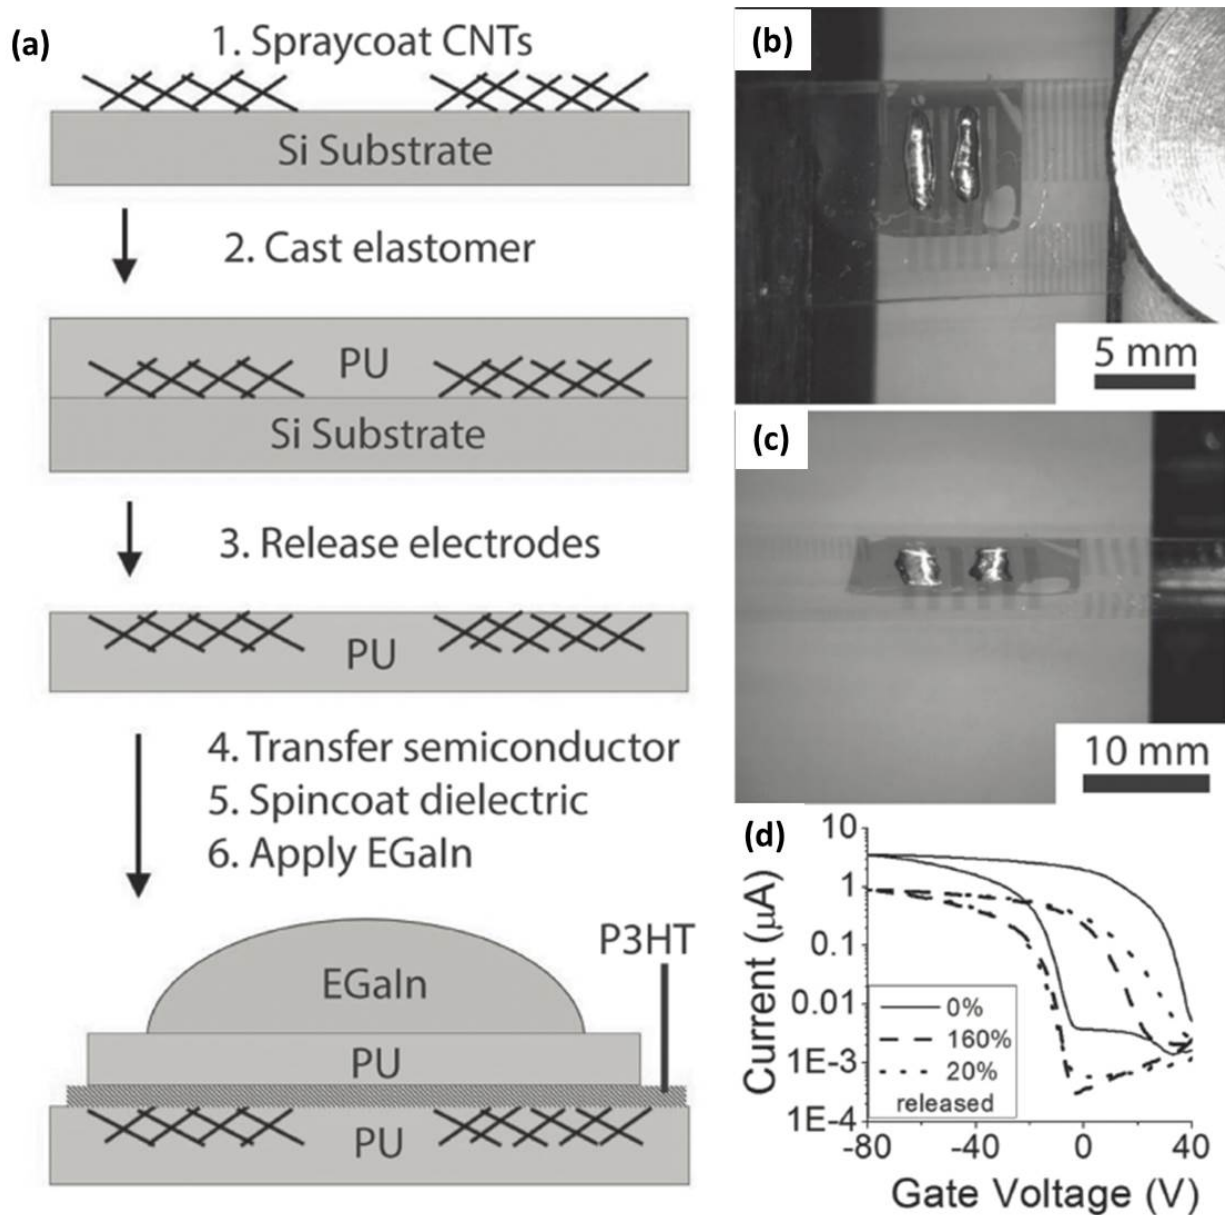 (a)
1. Spraycoat CNTs
Si Substrate
2. Cast elastomer
PU
Si Substrate
3. Release electrodes
PU
4. Transfer semiconductor
5. Spincoat dielectric
6. Apply EGaIn
P3HT
EGaIn
PU
PU
(b)
5 mm
(c)
10 mm
(d)
Current (μA)
10
1
0.1
0.01
1E-3
1E-4
0%
160%
20%
released
-80
-40
0
40
Gate Voltage (V)